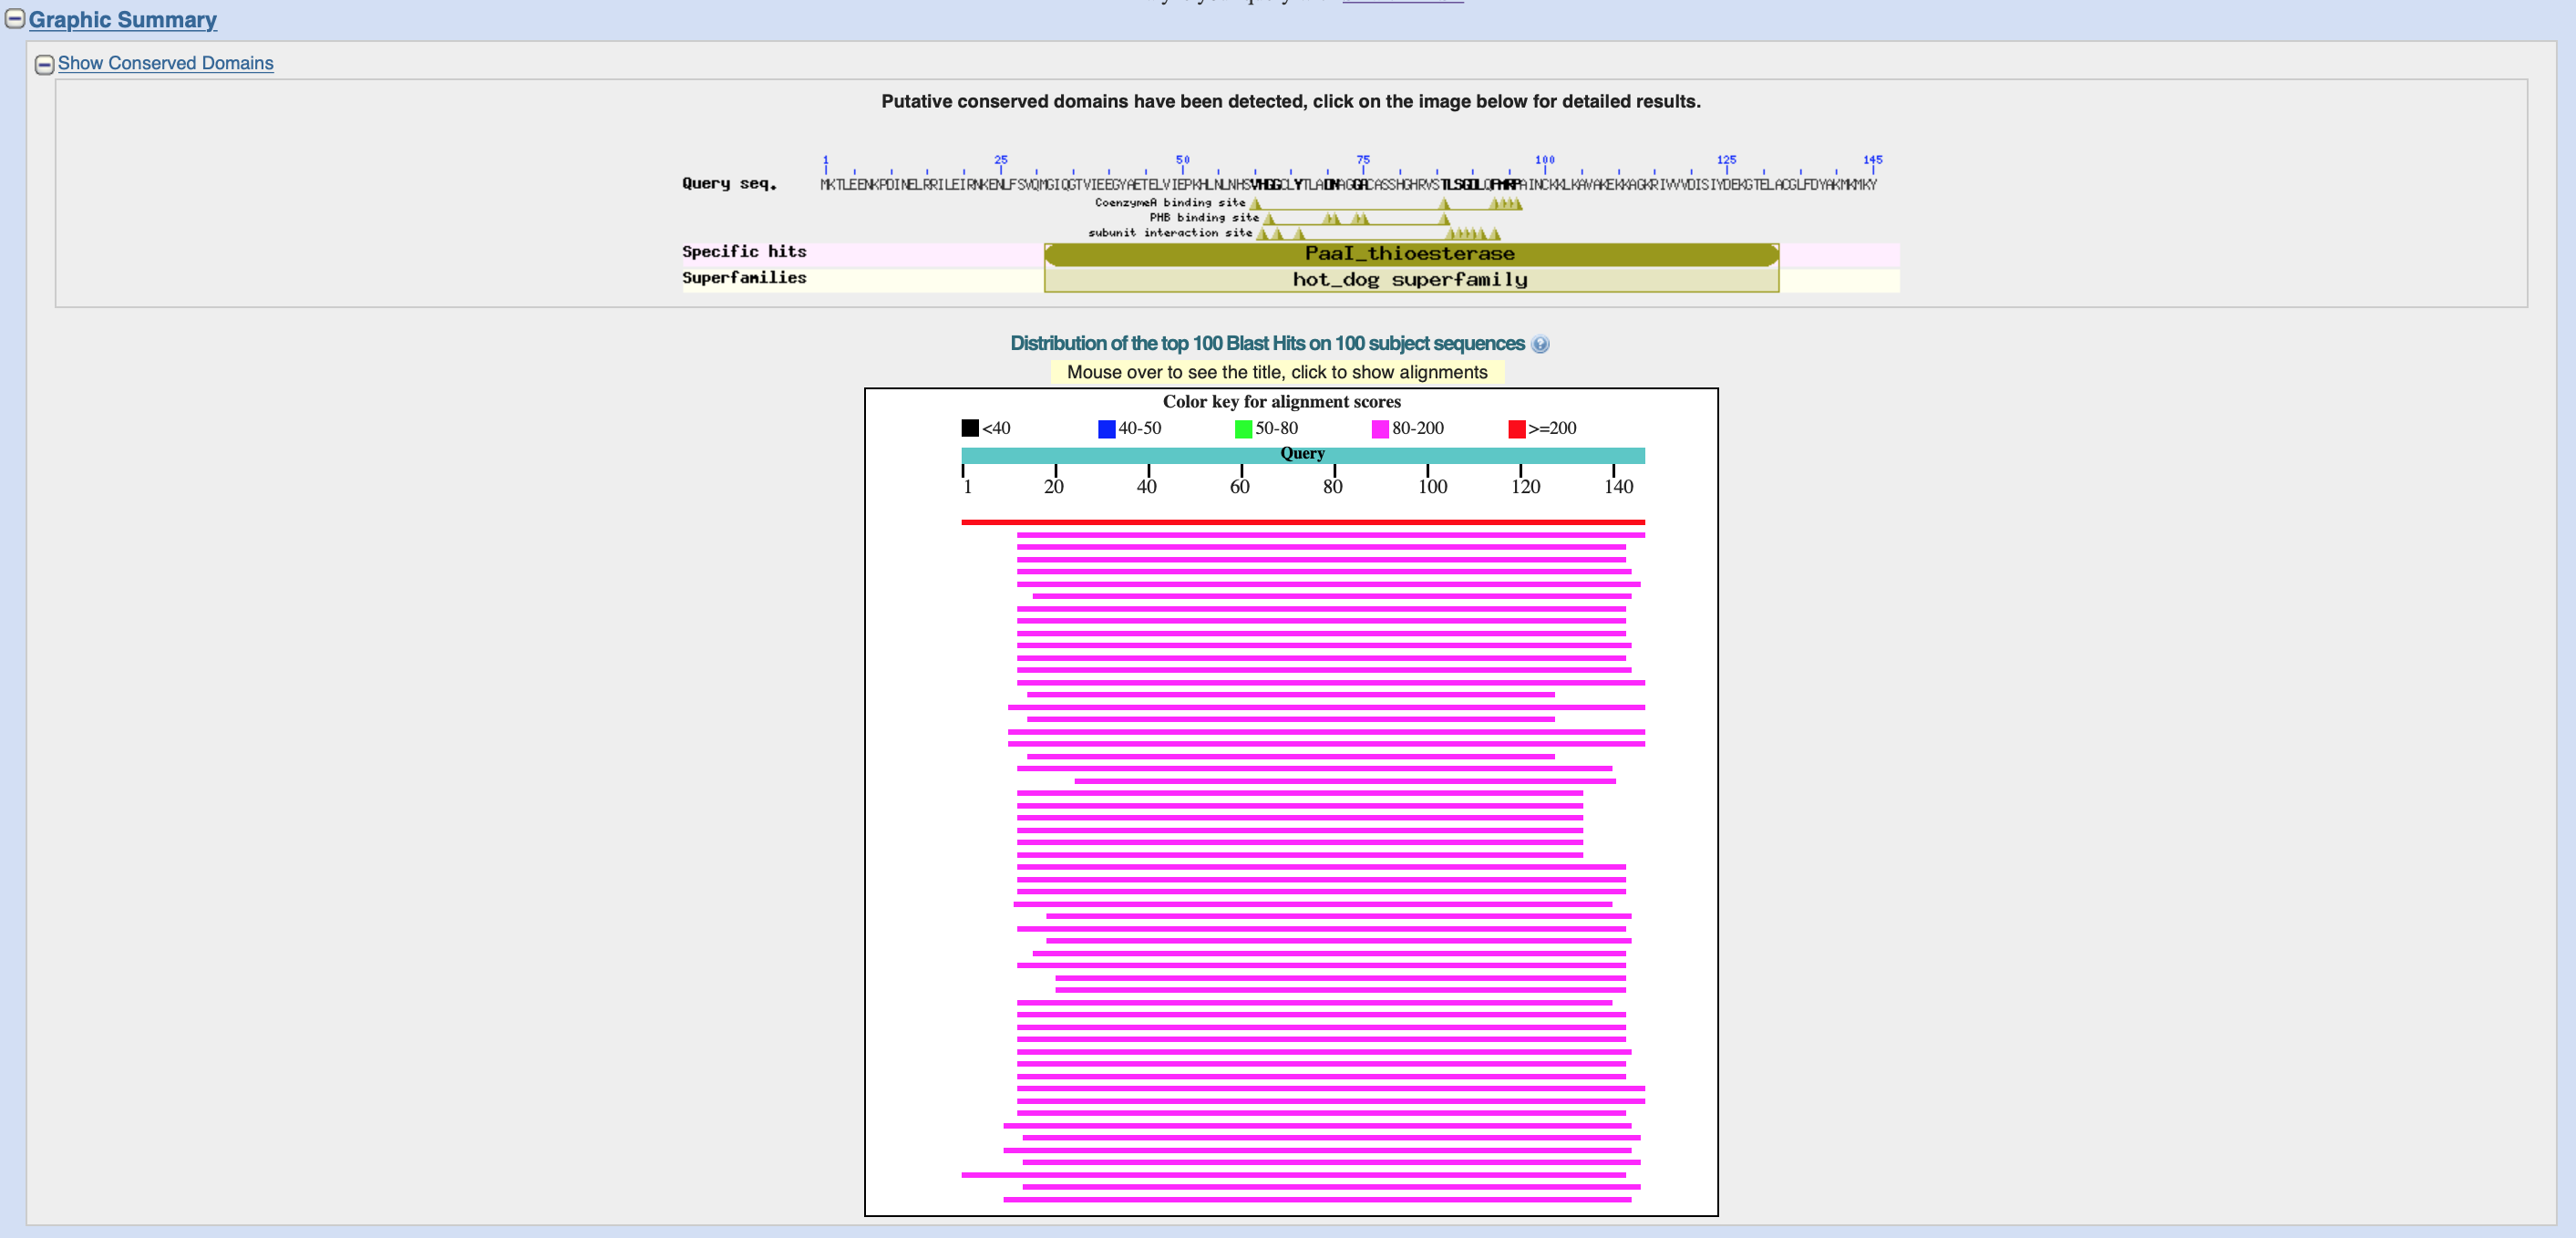 Graphic Summary
Show Conserved Domains
Putative conserved domains have been detected, click on the image below for detailed results.
1 25 50 75 100 125 145
Query seq. MKTLEENKPDINELRRILEIRNKENLFSVQMGIQGTVIEEGYAETELVIEPKHLNLNHSVHGGCLYTLADNAGGACASSHGHRVSTLSGDLQFMRPAINCKKLKAVAKEKKAGKRIVVVDISIYDEKGTELACGLFDYAKMKMKY
CoenzymeA binding site
PHB binding site
subunit interaction site
Specific hits PaaI_thioesterase
Superfamilies hot_dog superfamily
Distribution of the top 100 Blast Hits on 100 subject sequences ?
Mouse over to see the title, click to show alignments
Color key for alignment scores
<40 40-50 50-80 80-200 >=200
Query
1 20 40 60 80 100 120 140